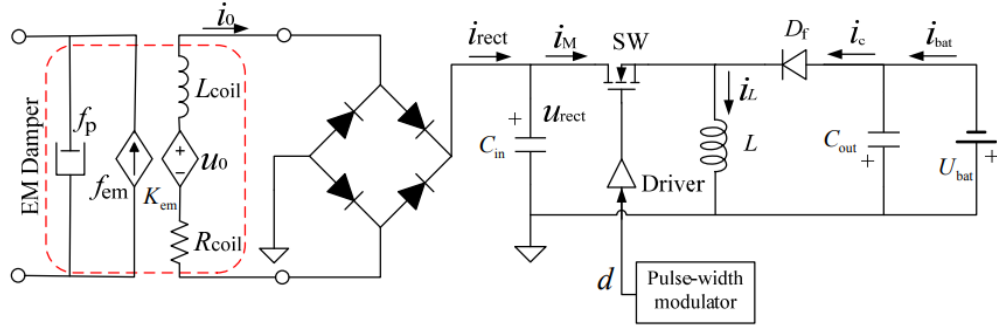 EM Damper
f_p
f_em
K_em
i_0
L_coil
u_0
R_coil
i_rect
i_M
SW
D_f
i_c
i_bat
u_rect
C_in
+
i_L
L
C_out
+
U_bat
+
Driver
d
Pulse-width
modulator
+
−